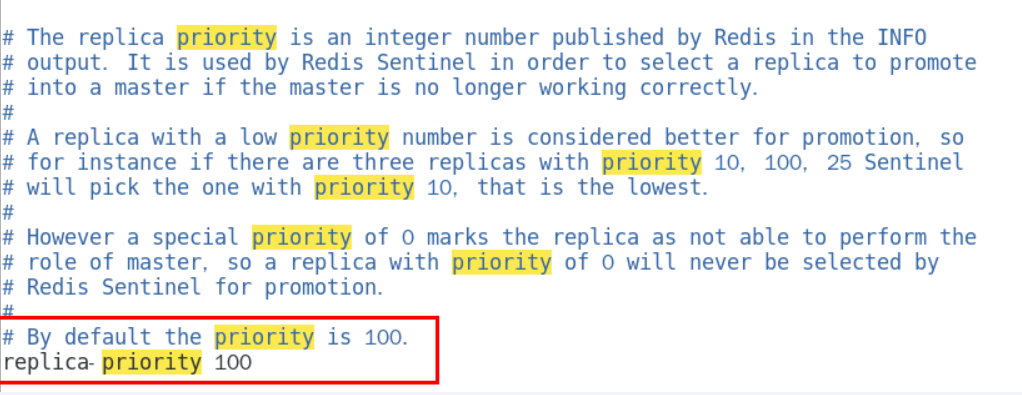 # The replica priority is an integer number published by Redis in the INFO
# output. It is used by Redis Sentinel in order to select a replica to promote
# into a master if the master is no longer working correctly.
#
# A replica with a low priority number is considered better for promotion, so
# for instance if there are three replicas with priority 10, 100, 25 Sentinel
# will pick the one with priority 10, that is the lowest.
#
# However a special priority of 0 marks the replica as not able to perform the
# role of master, so a replica with priority of 0 will never be selected by
# Redis Sentinel for promotion.
#
# By default the priority is 100.
replica-priority 100